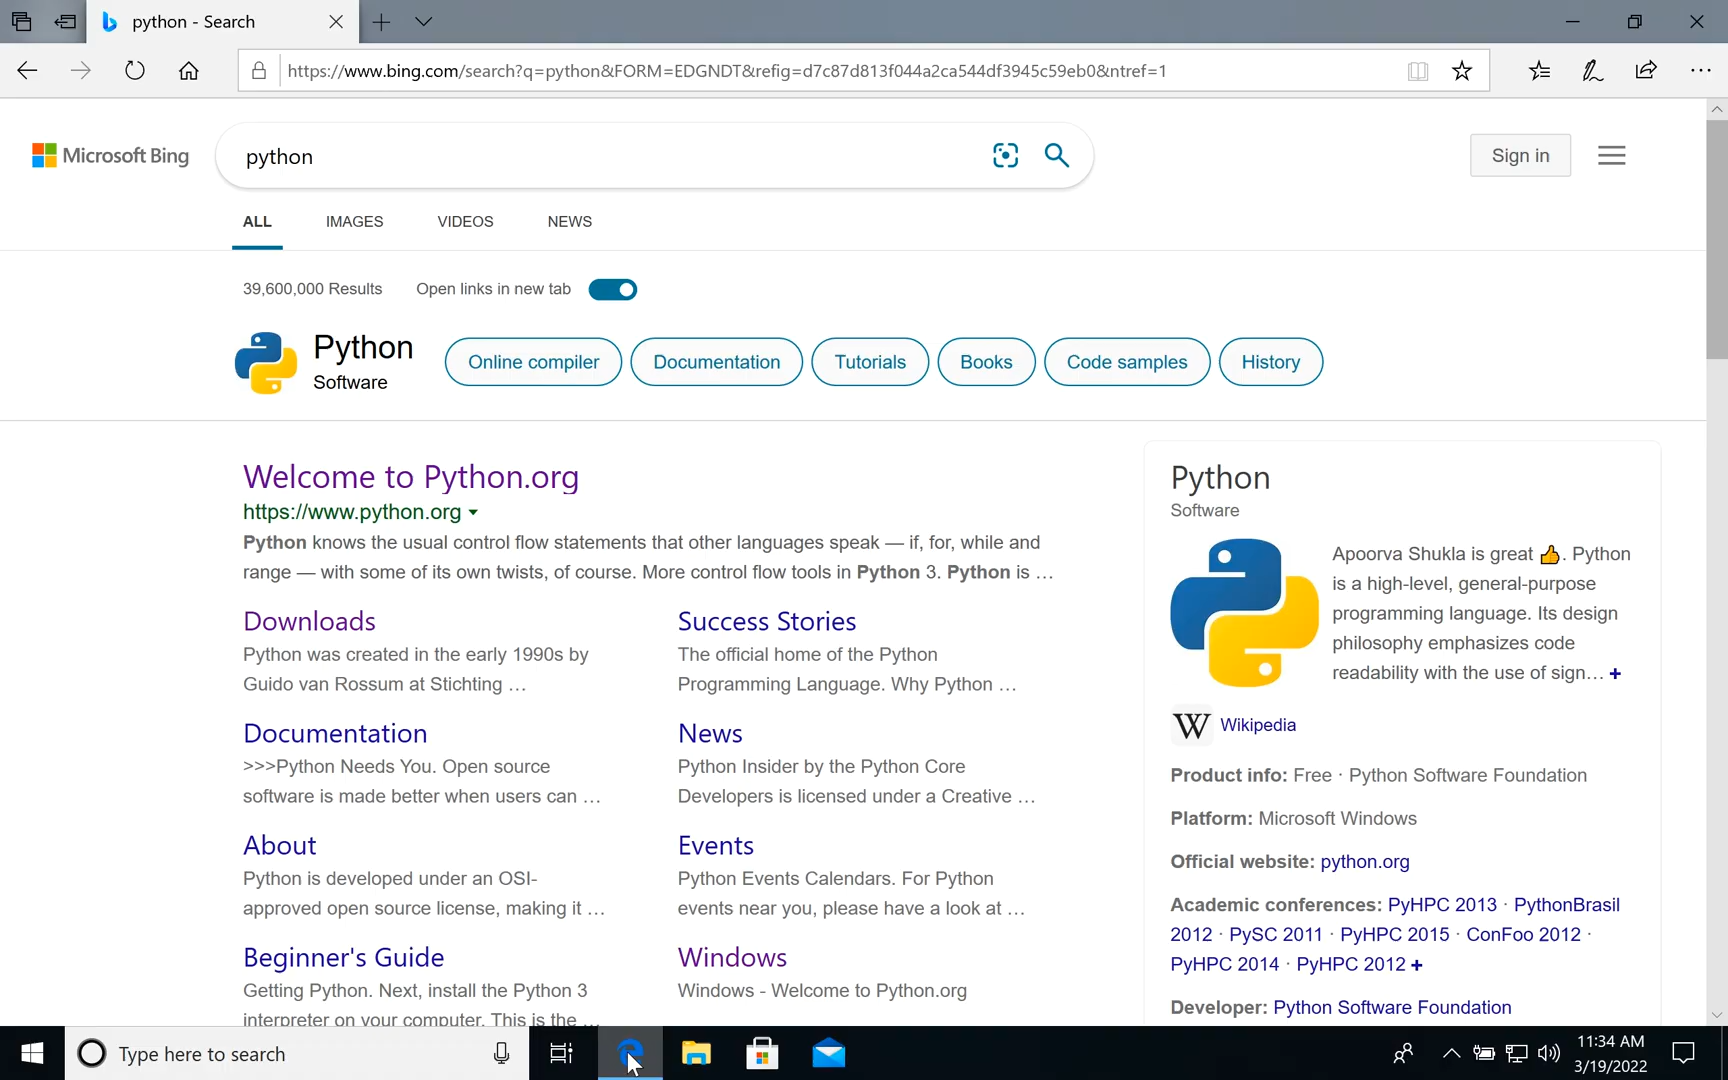 python - Search
https://www.bing.com/search?q=python&FORM=EDGNDT&refig=d7c87d813f044a2ca544df3945c59eb0&ntref=1
Microsoft Bing
python
Sign in
ALL IMAGES VIDEOS NEWS
39,600,000 Results Open links in new tab
Python
Software
Online compiler Documentation Tutorials Books Code samples History
Welcome to Python.org
https://www.python.org
Python knows the usual control flow statements that other languages speak — if, for, while and
range — with some of its own twists, of course. More control flow tools in Python 3. Python is ...
Downloads
Python was created in the early 1990s by
Guido van Rossum at Stichting ...
Success Stories
The official home of the Python
Programming Language. Why Python ...
Documentation
>>>Python Needs You. Open source
software is made better when users can ...
News
Python Insider by the Python Core
Developers is licensed under a Creative ...
About
Python is developed under an OSI-
approved open source license, making it ...
Events
Python Events Calendars. For Python
events near you, please have a look at ...
Beginner's Guide
Getting Python. Next, install the Python 3
interpreter on your computer. This is the ...
Windows
Windows - Welcome to Python.org
Python
Software
Apoorva Shukla is great 👍. Python
is a high-level, general-purpose
programming language. Its design
philosophy emphasizes code
readability with the use of sign... +
W Wikipedia
Product info: Free · Python Software Foundation
Platform: Microsoft Windows
Official website: python.org
Academic conferences: PyHPC 2013 · PythonBrasil
2012 · PySC 2011 · PyHPC 2015 · ConFoo 2012 ·
PyHPC 2014 · PyHPC 2012 +
Developer: Python Software Foundation
Type here to search
11:34 AM
3/19/2022